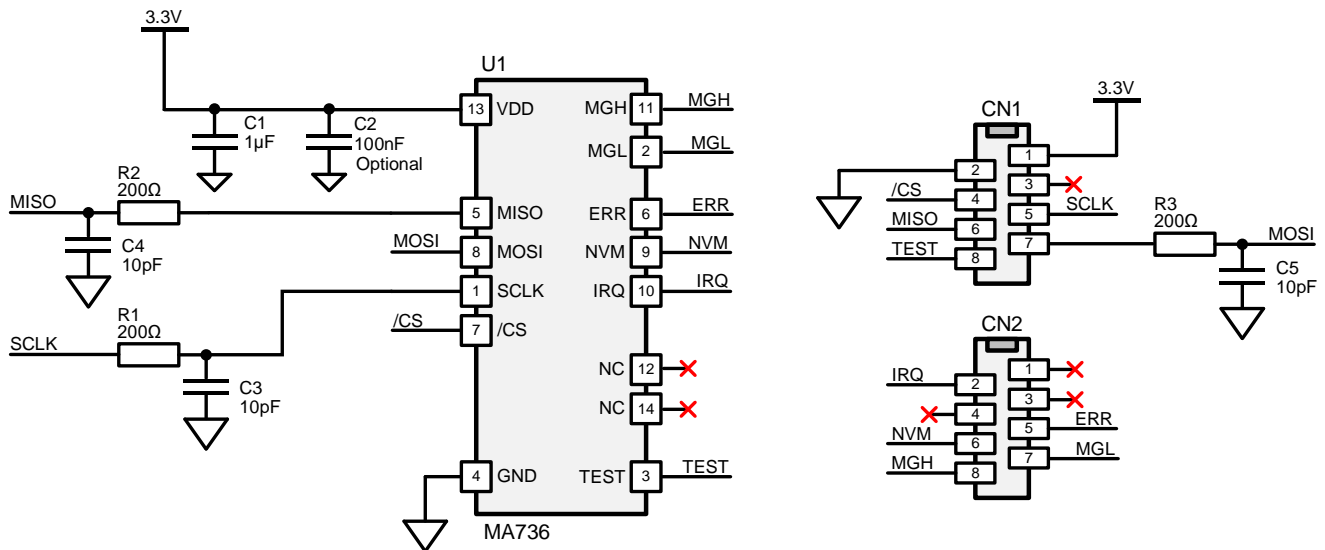 3.3V
C1
1µF
C2
100nF
Optional
R2
200Ω
MISO
C4
10pF
MOSI
R1
200Ω
SCLK
C3
10pF
/CS
U1
13 VDD
5 MISO
8 MOSI
1 SCLK
7 /CS
4 GND
MGH 11 MGH
MGL 2 MGL
ERR 6 ERR
NVM 9 NVM
IRQ 10 IRQ
NC 12
NC 14
TEST 3 TEST
MA736
3.3V
CN1
1
2
3
/CS 4
5 SCLK
MISO 6
7
TEST 8
R3
200Ω
MOSI
C5
10pF
CN2
1
IRQ 2
3
4
5 ERR
NVM 6
7 MGL
MGH 8